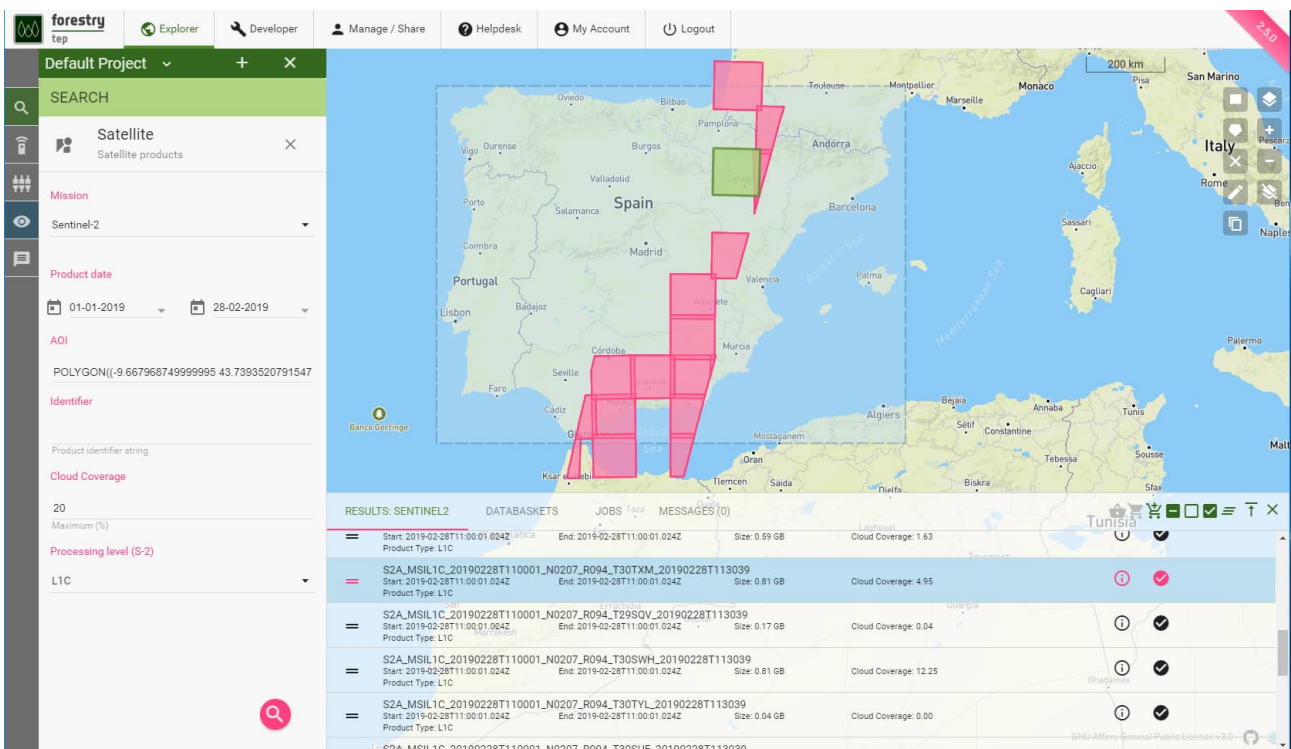 forestry
tep
Explorer
Developer
Manage / Share
Helpdesk
My Account
Logout
2.5.0
Default Project
SEARCH
Satellite
Satellite products
Mission
Sentinel-2
Product date
01-01-2019
28-02-2019
AOI
POLYGON((-9.667968749999995 43.7393520791547
Identifier
Product identifier string
Cloud Coverage
20
Maximum (%)
Processing level (S-2)
L1C
200 km
Toulouse
Montpellier
Marseille
Monaco
Pisa
San Marino
Oviedo
Bilbao
Pamplona
Vigo
Ourense
Burgos
Andorra
Italy
Pescara
Ajaccio
Rome
Valladolid
Porto
Salamanca
Spain
Barcelona
Sassari
Naples
Coimbra
Madrid
Balearic Sea
Portugal
Valencia
Palma
Cagliari
Lisbon
Badajoz
Mediterranean Sea
Córdoba
Murcia
Palermo
Seville
Faro
Cádiz
Banco Gorringe
Algiers
Bejaia
Annaba
Tunis
Sétif
Constantine
Mostaganem
Oran
Tebessa
Sousse
Tlemcen
Saida
Djelfa
Biskra
Sfax
RESULTS: SENTINEL2
DATABASKETS
JOBS
MESSAGES (0)
Taza
Tunisia
Laghouat
Start: 2019-02-28T11:00:01.024Z End: 2019-02-28T11:00:01.024Z Size: 0.59 GB Cloud Coverage: 1.63
Product Type: L1C
S2A_MSIL1C_20190228T110001_N0207_R094_T30TXM_20190228T113039
Start: 2019-02-28T11:00:01.024Z End: 2019-02-28T11:00:01.024Z Size: 0.81 GB Cloud Coverage: 4.95
Product Type: L1C
Errachidia
Ouargla
S2A_MSIL1C_20190228T110001_N0207_R094_T29SQV_20190228T113039
Start: 2019-02-28T11:00:01.024Z End: 2019-02-28T11:00:01.024Z Size: 0.17 GB Cloud Coverage: 0.04
Product Type: L1C
Marrakesh
S2A_MSIL1C_20190228T110001_N0207_R094_T30SWH_20190228T113039
Start: 2019-02-28T11:00:01.024Z End: 2019-02-28T11:00:01.024Z Size: 0.81 GB Cloud Coverage: 12.25
Product Type: L1C
Ghadames
S2A_MSIL1C_20190228T110001_N0207_R094_T30TYL_20190228T113039
Start: 2019-02-28T11:00:01.024Z End: 2019-02-28T11:00:01.024Z Size: 0.04 GB Cloud Coverage: 0.00
Product Type: L1C
GNU Affero General Public License v3.0